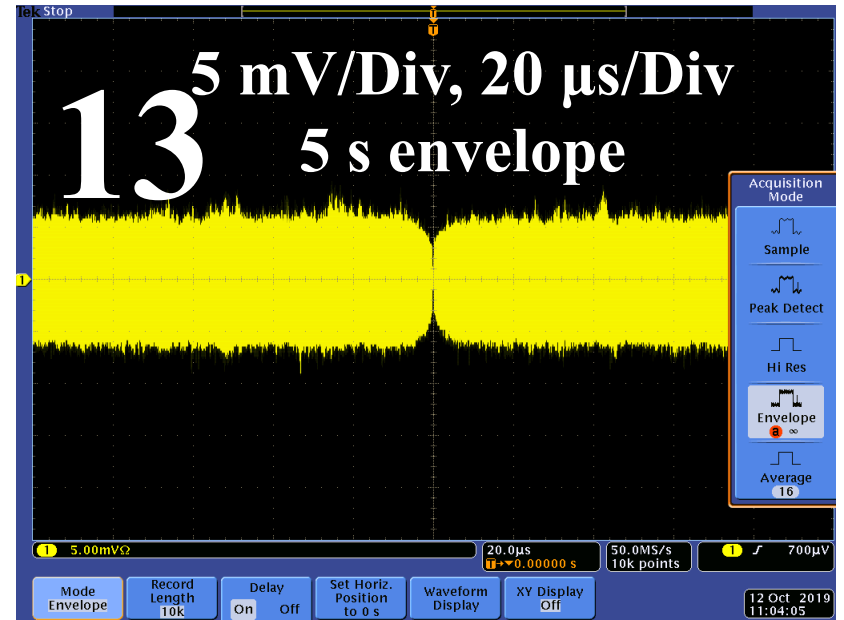 Tek Stop
T
T
5 mV/Div, 20 µs/Div
13
5 s envelope
Acquisition
Mode
Sample
Peak Detect
Hi Res
Envelope
a ∞
Average
16
1
1 5.00mVΩ
20.0µs
T→▼0.00000 s
50.0MS/s
10k points
1 ∫ 700µV
Mode
Envelope
Record
Length
10k
Delay
On Off
Set Horiz.
Position
to 0 s
Waveform
Display
XY Display
Off
12 Oct 2019
11:04:05